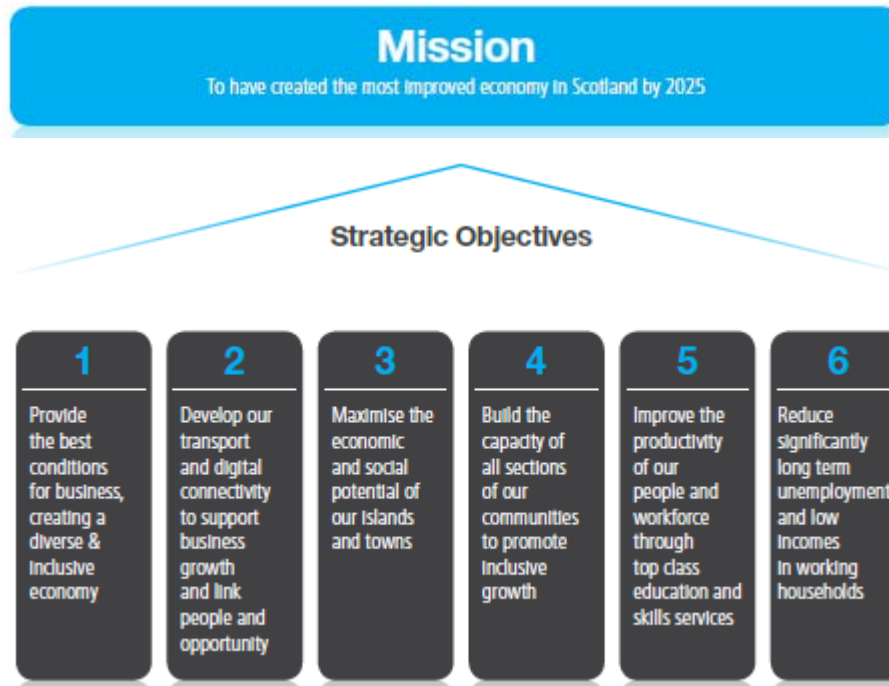 Mission
To have created the most improved economy in Scotland by 2025
Strategic Objectives
1
Provide
the best
conditions
for business,
creating a
diverse &
inclusive
economy
2
Develop our
transport
and digital
connectivity
to support
business
growth
and link
people and
opportunity
3
Maximise the
economic
and social
potential of
our islands
and towns
4
Build the
capacity of
all sections
of our
communities
to promote
inclusive
growth
5
Improve the
productivity
of our
people and
workforce
through
top class
education and
skills services
6
Reduce
significantly
long term
unemployment
and low
incomes
in working
households